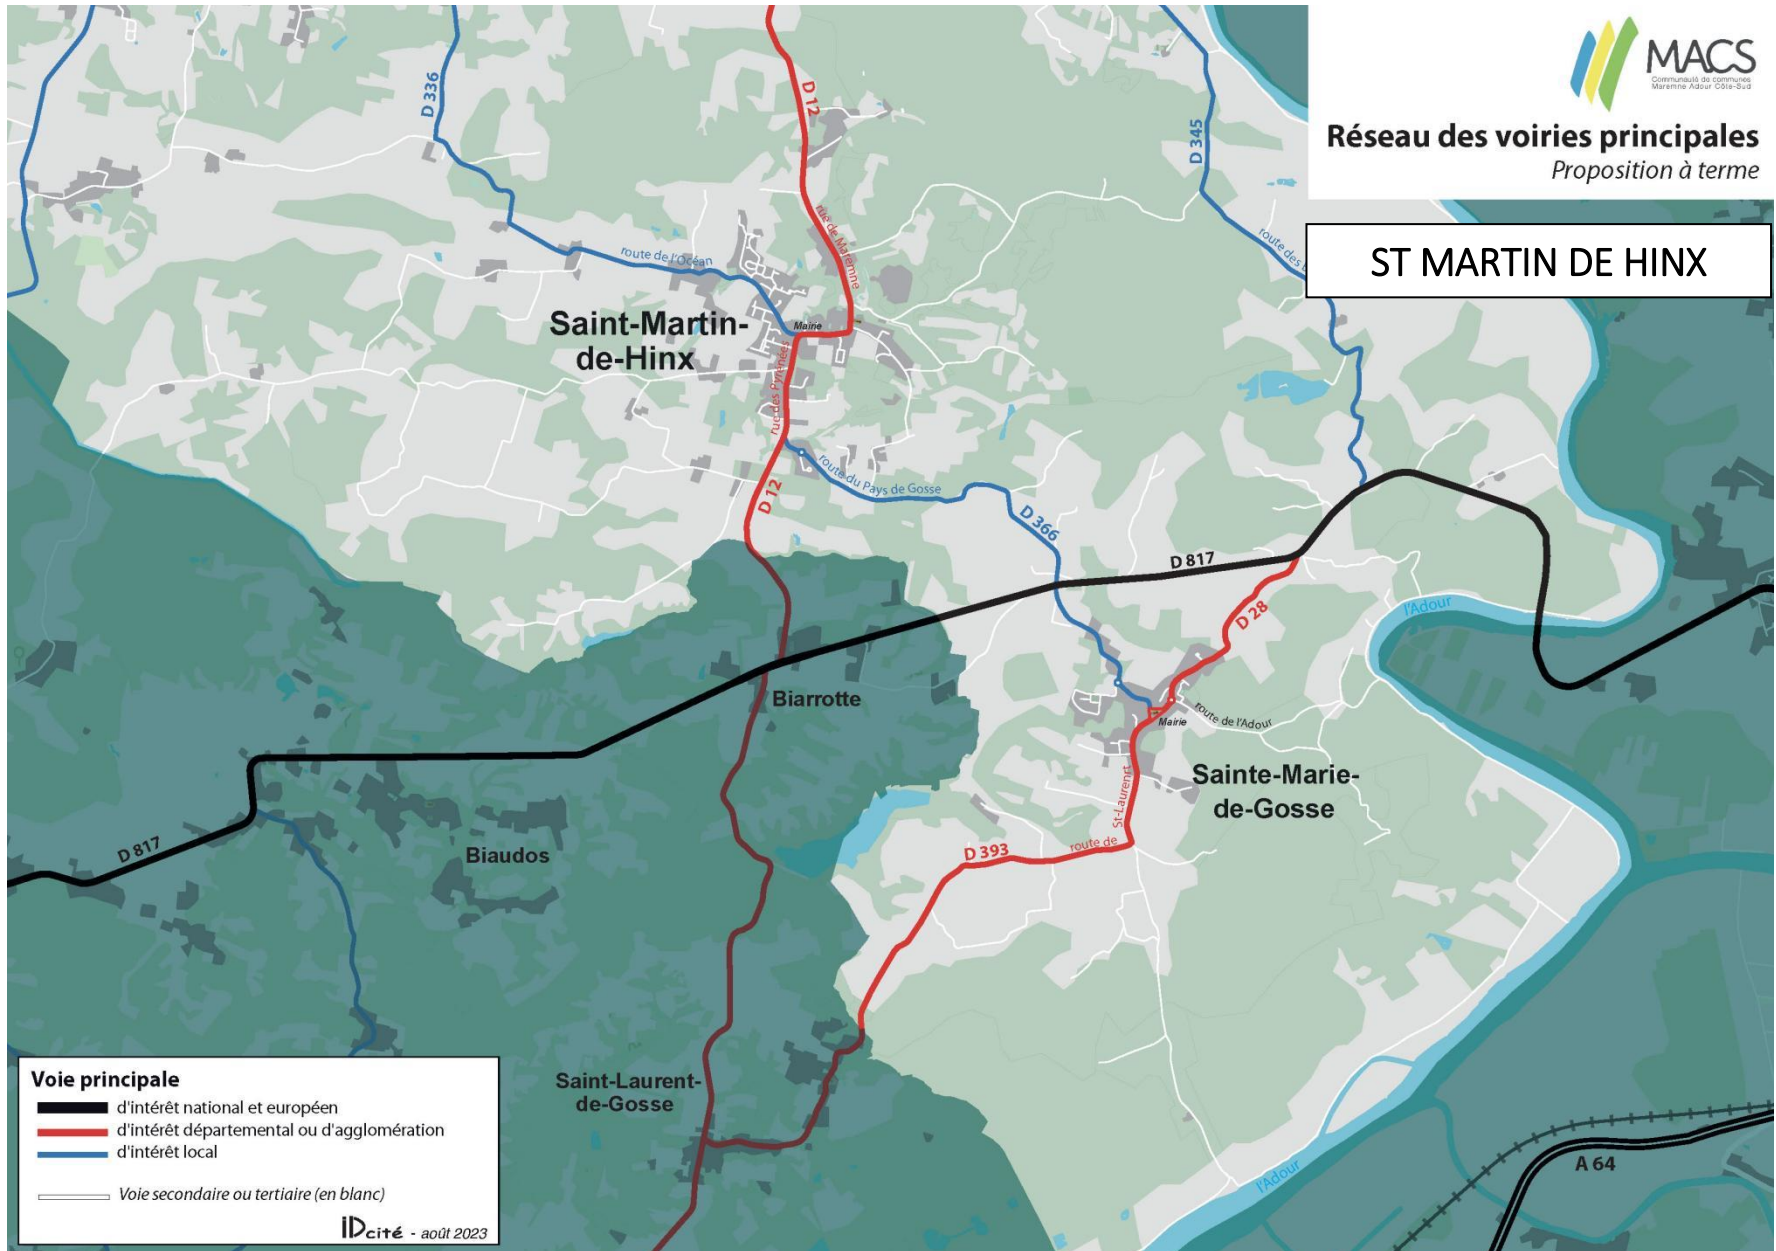 MACS
Communauté de communes
Maremne Adour Côte-Sud
Réseau des voiries principales
Proposition à terme
ST MARTIN DE HINX
D 336
D 12
D 345
rue de Maremne
route de l'Océan
route des
Mairie
Saint-Martin-
de-Hinx
rue des Pyrénées
route du Pays de Gosse
D 12
D 366
D 817
D 28
l'Adour
Biarrotte
route de l'Adour
Mairie
Sainte-Marie-
de-Gosse
St-Laurent
route de
D 393
D 817
Biaudos
Saint-Laurent-
de-Gosse
l'Adour
A 64
Voie principale
d'intérêt national et européen
d'intérêt départemental ou d'agglomération
d'intérêt local
Voie secondaire ou tertiaire (en blanc)
iDcité - août 2023